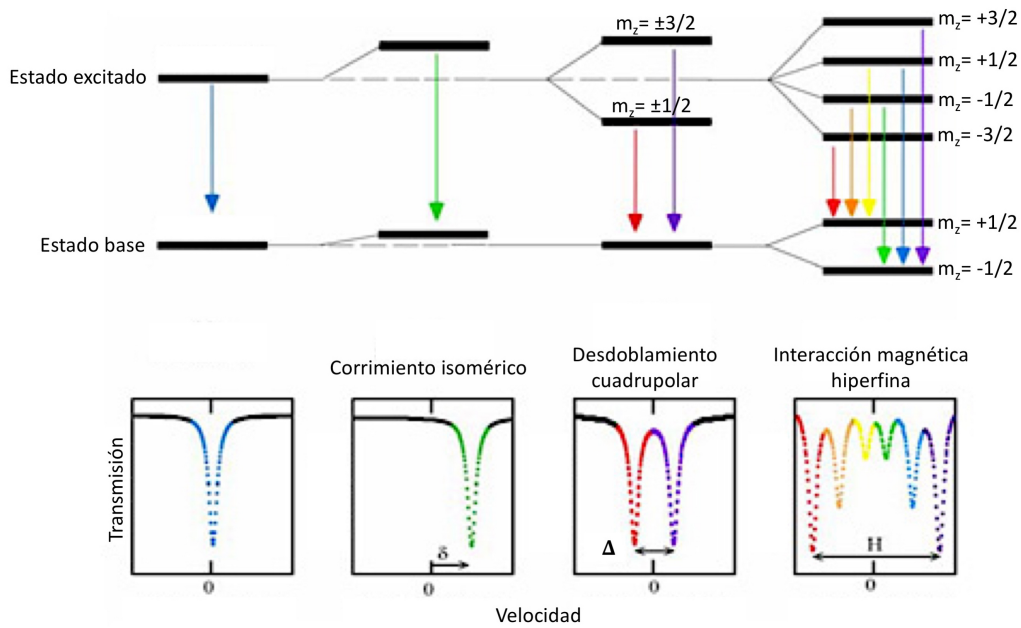 m_z= ±3/2
m_z= +3/2
Estado excitado
m_z= +1/2
m_z= ±1/2
m_z= -1/2
m_z= -3/2
Estado base
m_z= +1/2
m_z= -1/2
Corrimiento isomérico
Desdoblamiento
cuadrupolar
Interacción magnética
hiperfina
Transmisión
δ
Δ
H
0
0
0
0
Velocidad